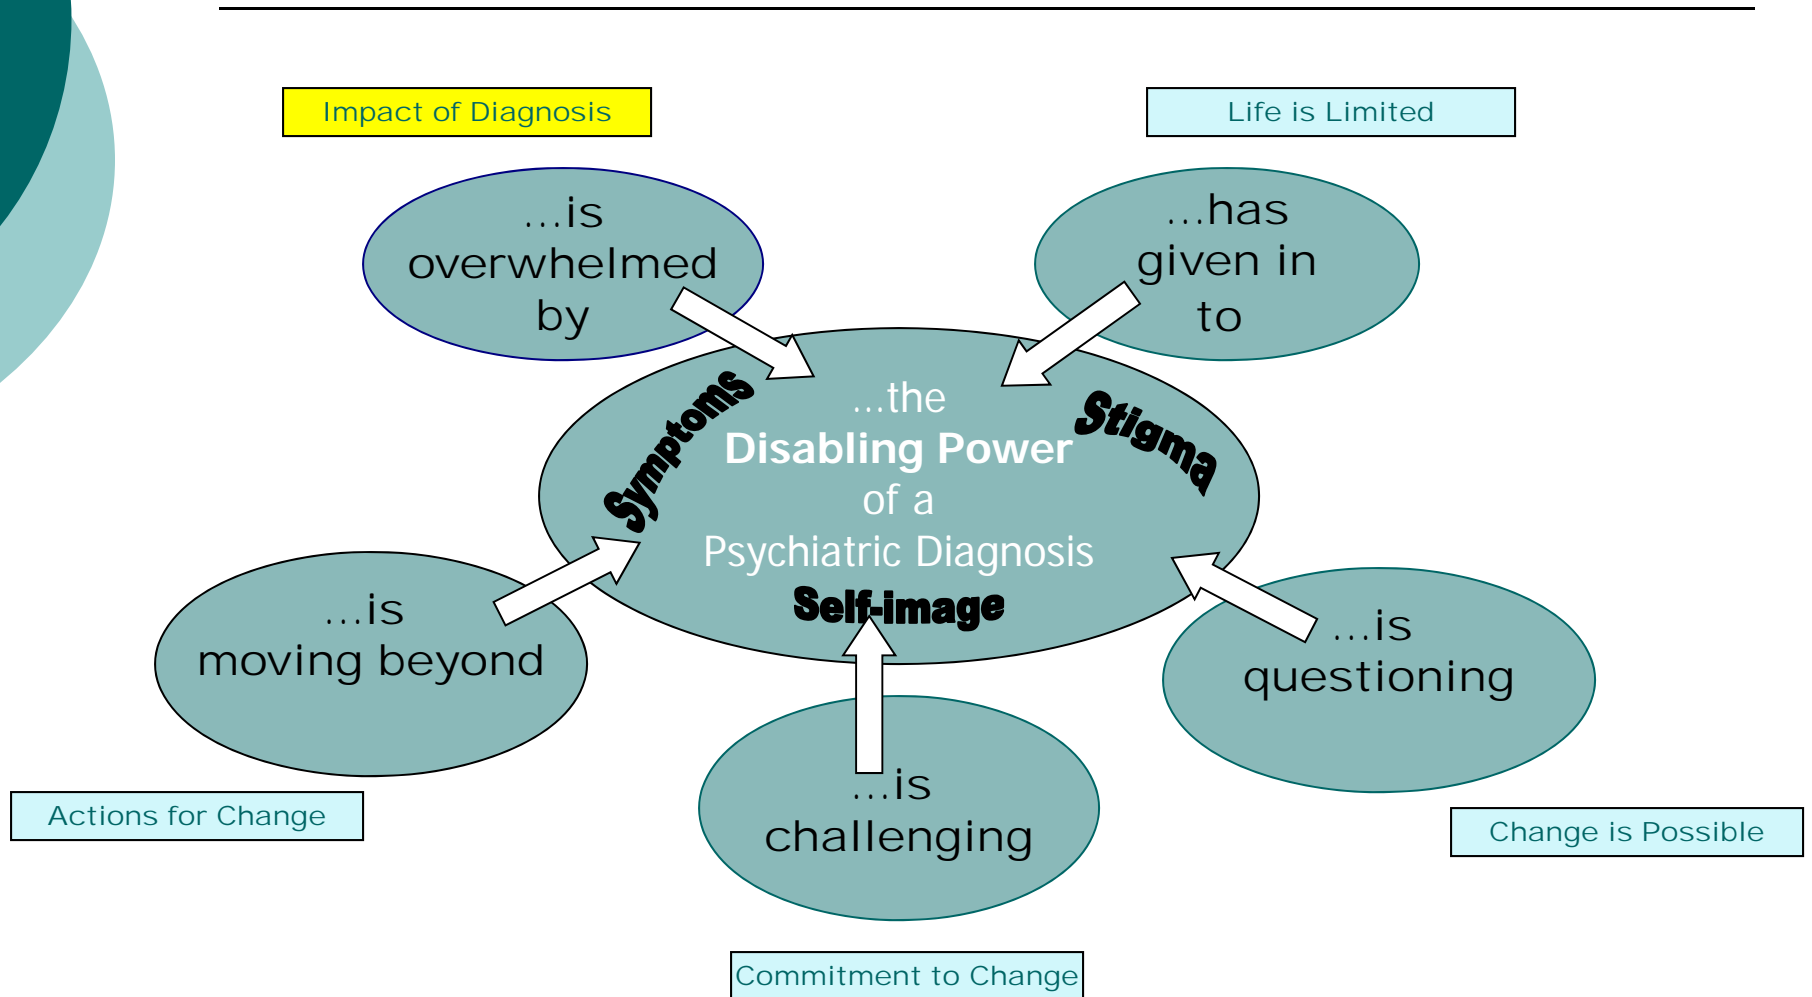 Impact of Diagnosis
Life is Limited
...is
overwhelmed
by
...has
given in
to
Symptoms
Stigma
...the
Disabling Power
of a
Psychiatric Diagnosis
Self-image
...is
moving beyond
...is
questioning
...is
challenging
Actions for Change
Change is Possible
Commitment to Change